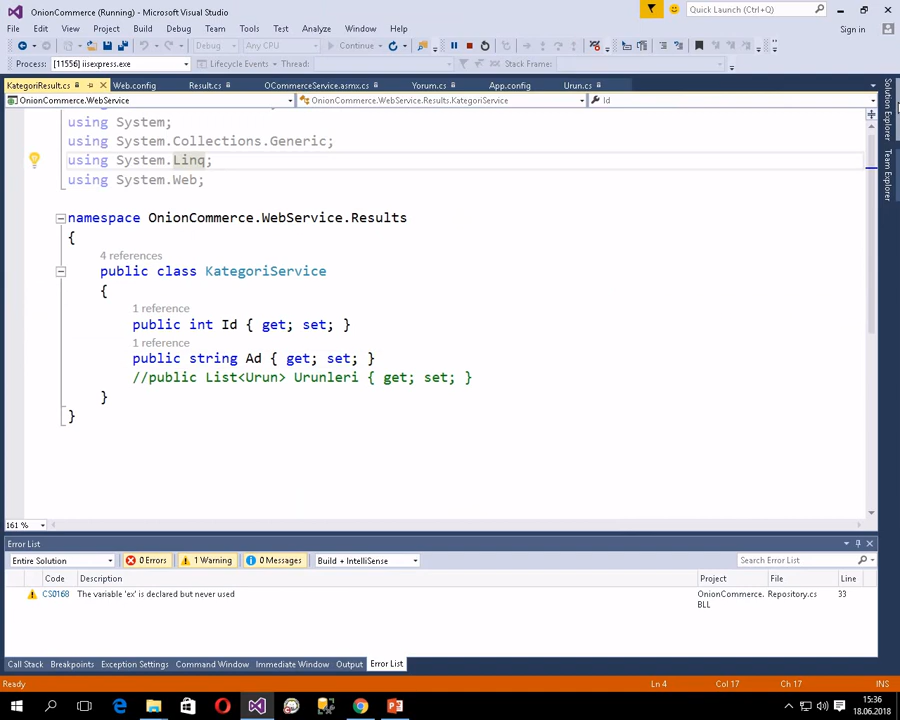 OnionCommerce (Running) - Microsoft Visual Studio
Quick Launch (Ctrl+Q)
File Edit View Project Build Debug Team Tools Test Analyze Window Help
Sign in
Debug Any CPU Continue
Process: [11556] iisexpress.exe Lifecycle Events Thread: Stack Frame:
KategoriResult.cs Web.config Result.cs OCommerceService.asmx.cs Yorum.cs App.config Urun.cs
OnionCommerce.WebService OnionCommerce.WebService.Results.KategoriService Id
Solution Explorer
Team Explorer
using System;
using System.Collections.Generic;
using System.Linq;
using System.Web;
namespace OnionCommerce.WebService.Results
{
4 references
public class KategoriService
{
1 reference
public int Id { get; set; }
1 reference
public string Ad { get; set; }
//public List<Urun> Urunleri { get; set; }
}
}
161 %
Error List
Entire Solution 0 Errors 1 Warning 0 Messages Build + IntelliSense Search Error List
Code Description Project File Line
CS0168 The variable 'ex' is declared but never used OnionCommerce. Repository.cs 33
BLL
Call Stack Breakpoints Exception Settings Command Window Immediate Window Output Error List
Ready Ln 4 Col 17 Ch 17 INS
15:36
18.06.2018